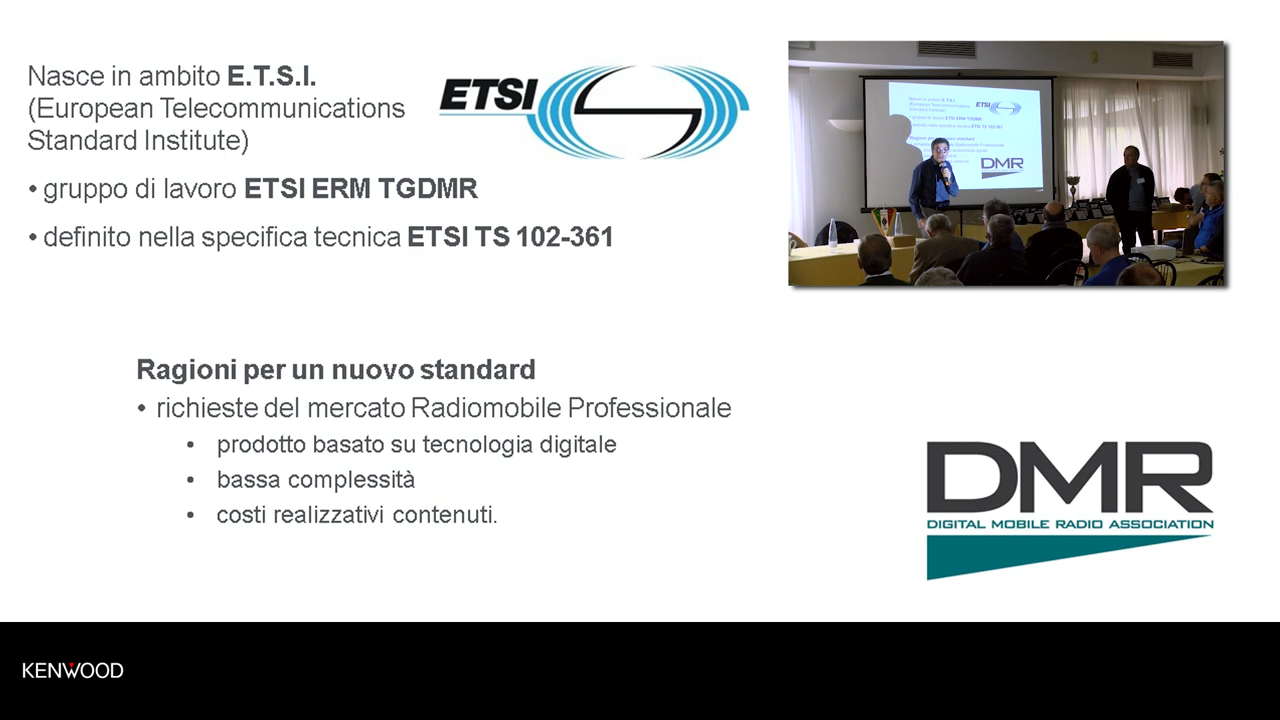 Nasce in ambito E.T.S.I.
(European Telecommunications
Standard Institute)
• gruppo di lavoro ETSI ERM TGDMR
• definito nella specifica tecnica ETSI TS 102-361
ETSI
Ragioni per un nuovo standard
• richieste del mercato Radiomobile Professionale
• prodotto basato su tecnologia digitale
• bassa complessità
• costi realizzativi contenuti.
DMR
DIGITAL MOBILE RADIO ASSOCIATION
KENWOOD